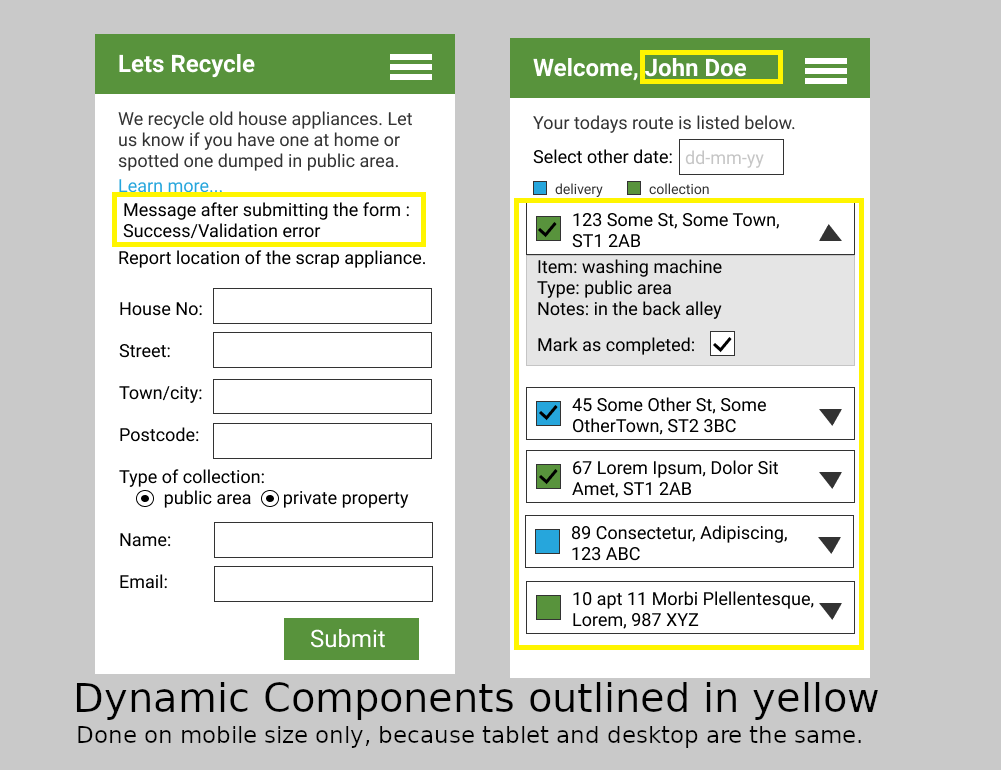 Lets Recycle
We recycle old house appliances. Let
us know if you have one at home or
spotted one dumped in public area.
Learn more...
Message after submitting the form :
Success/Validation error
Report location of the scrap appliance.
House No:
Street:
Town/city:
Postcode:
Type of collection:
public area private property
Name:
Email:
Submit
Welcome, John Doe
Your todays route is listed below.
Select other date: dd-mm-yy
delivery collection
123 Some St, Some Town,
ST1 2AB
Item: washing machine
Type: public area
Notes: in the back alley
Mark as completed:
45 Some Other St, Some
OtherTown, ST2 3BC
67 Lorem Ipsum, Dolor Sit
Amet, ST1 2AB
89 Consectetur, Adipiscing,
123 ABC
10 apt 11 Morbi Plellentesque,
Lorem, 987 XYZ
Dynamic Components outlined in yellow
Done on mobile size only, because tablet and desktop are the same.